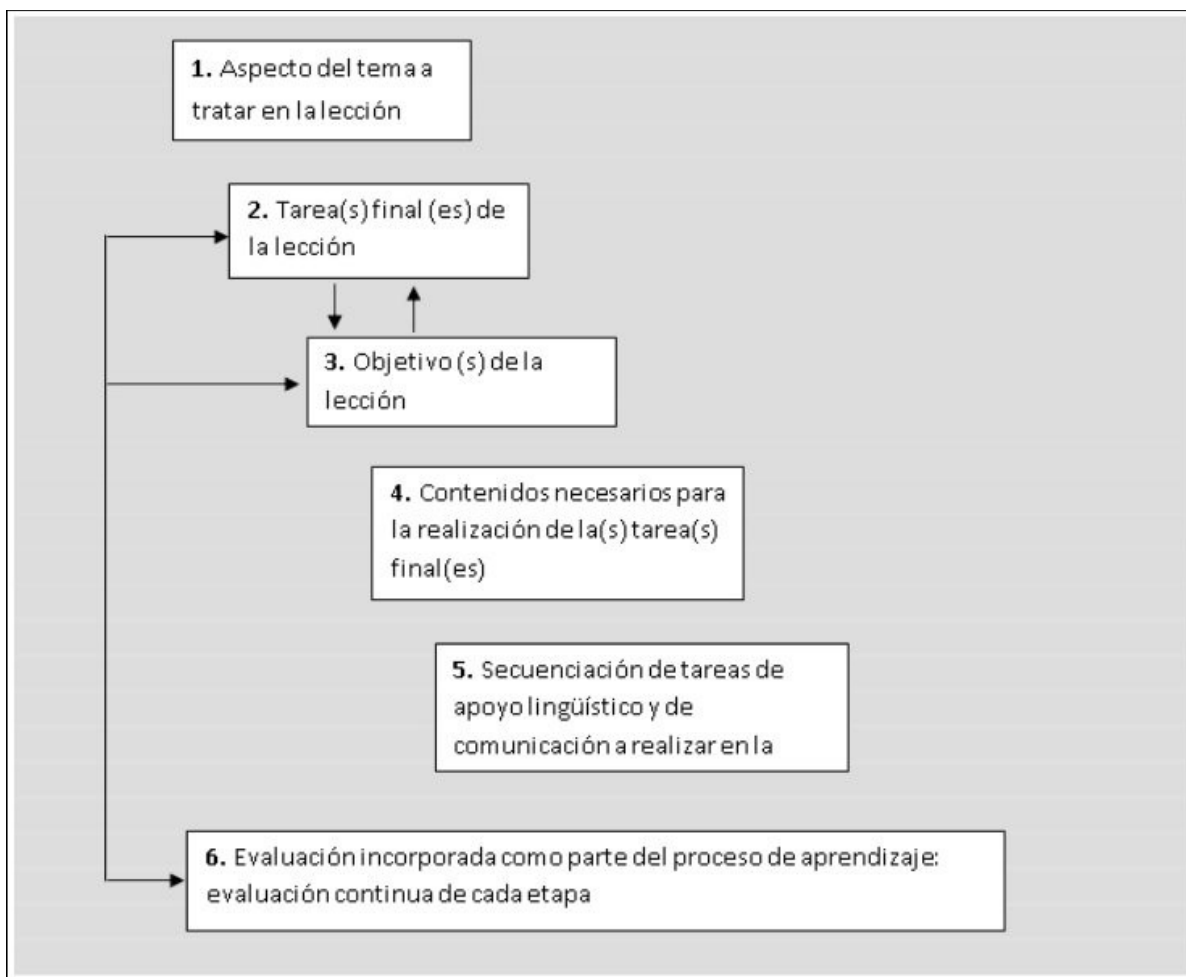 1. Aspecto del tema a
tratar en la lección
2. Tarea(s) final (es) de
la lección
3. Objetivo (s) de la
lección
4. Contenidos necesarios para
la realización de la(s) tarea(s)
final(es)
5. Secuenciación de tareas de
apoyo lingüístico y de
comunicación a realizar en la
6. Evaluación incorporada como parte del proceso de aprendizaje:
evaluación continua de cada etapa